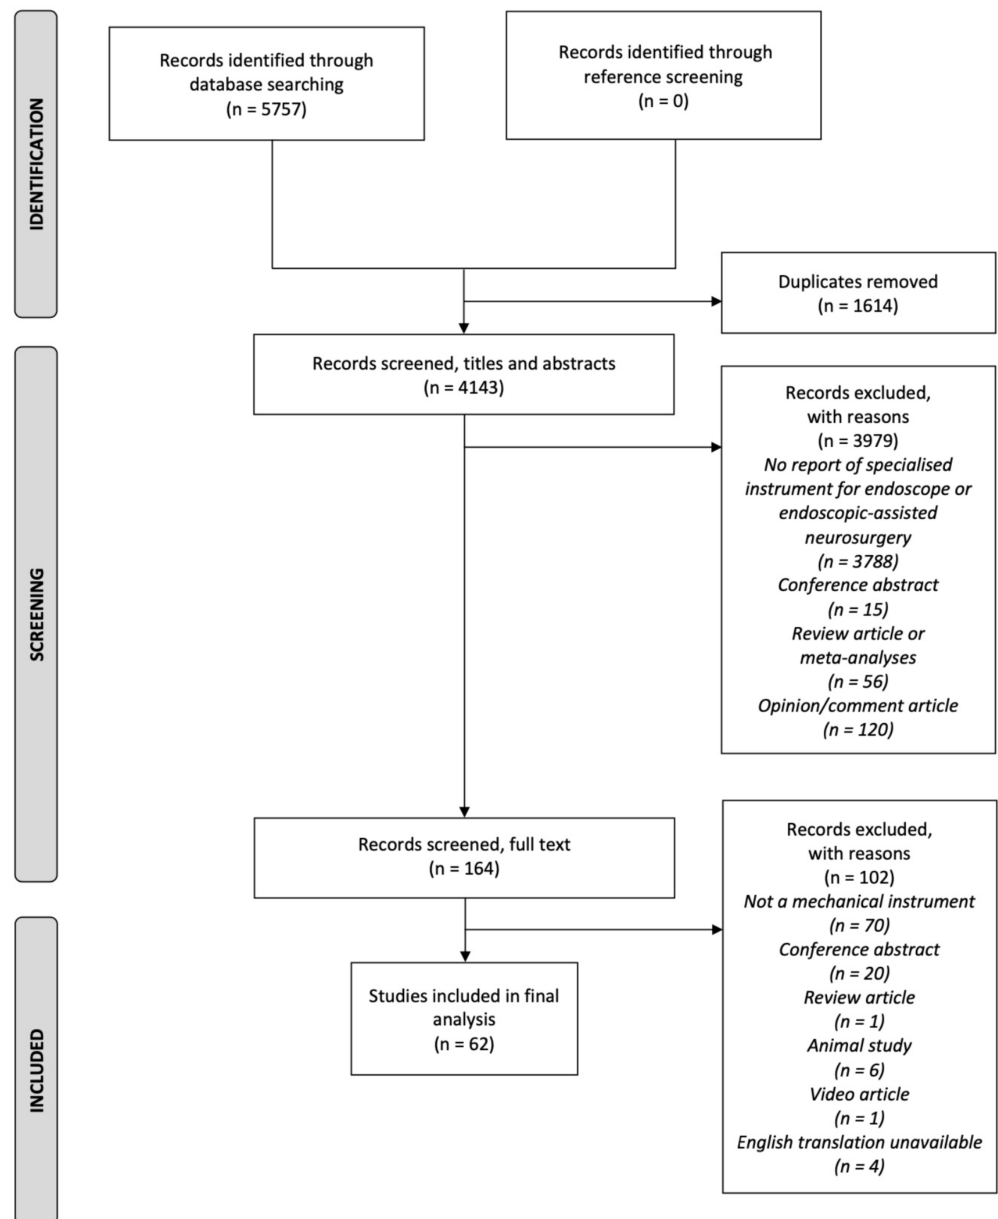 IDENTIFICATION
Records identified through
database searching
(n = 5757)
Records identified through
reference screening
(n = 0)
Duplicates removed
(n = 1614)
SCREENING
Records screened, titles and abstracts
(n = 4143)
Records excluded,
with reasons
(n = 3979)
No report of specialised
instrument for endoscope or
endoscopic-assisted
neurosurgery
(n = 3788)
Conference abstract
(n = 15)
Review article or
meta-analyses
(n = 56)
Opinion/comment article
(n = 120)
Records screened, full text
(n = 164)
Records excluded,
with reasons
(n = 102)
Not a mechanical instrument
(n = 70)
Conference abstract
(n = 20)
Review article
(n = 1)
Animal study
(n = 6)
Video article
(n = 1)
English translation unavailable
(n = 4)
INCLUDED
Studies included in final
analysis
(n = 62)